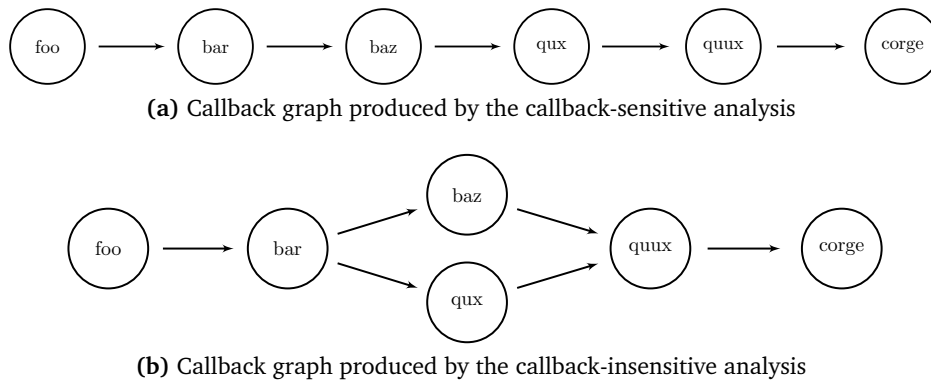 foo bar baz qux quux corge
(a) Callback graph produced by the callback-sensitive analysis
baz
foo bar quux corge
qux
(b) Callback graph produced by the callback-insensitive analysis